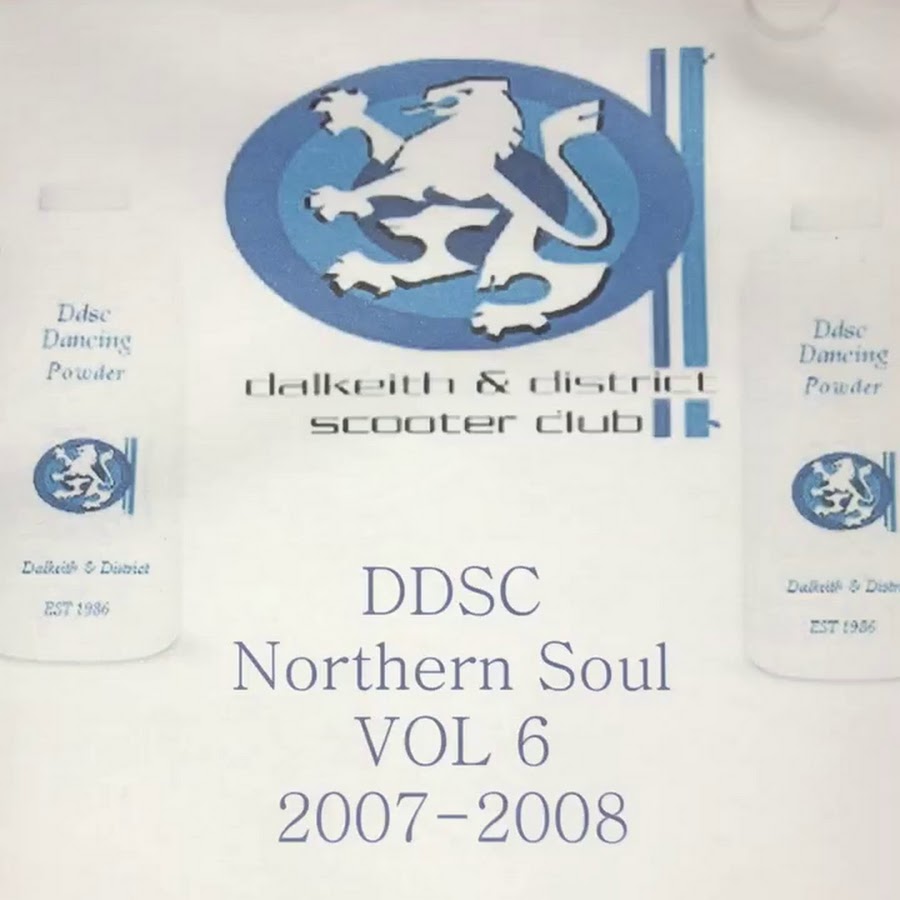 dalkeith & district
scooter club
Ddsc
Dancing
Powder
Dalkeith & District
EST 1986
Ddsc
Dancing
Powder
Dalkeith &
EST 1986
DDSC
Northern Soul
VOL 6
2007-2008